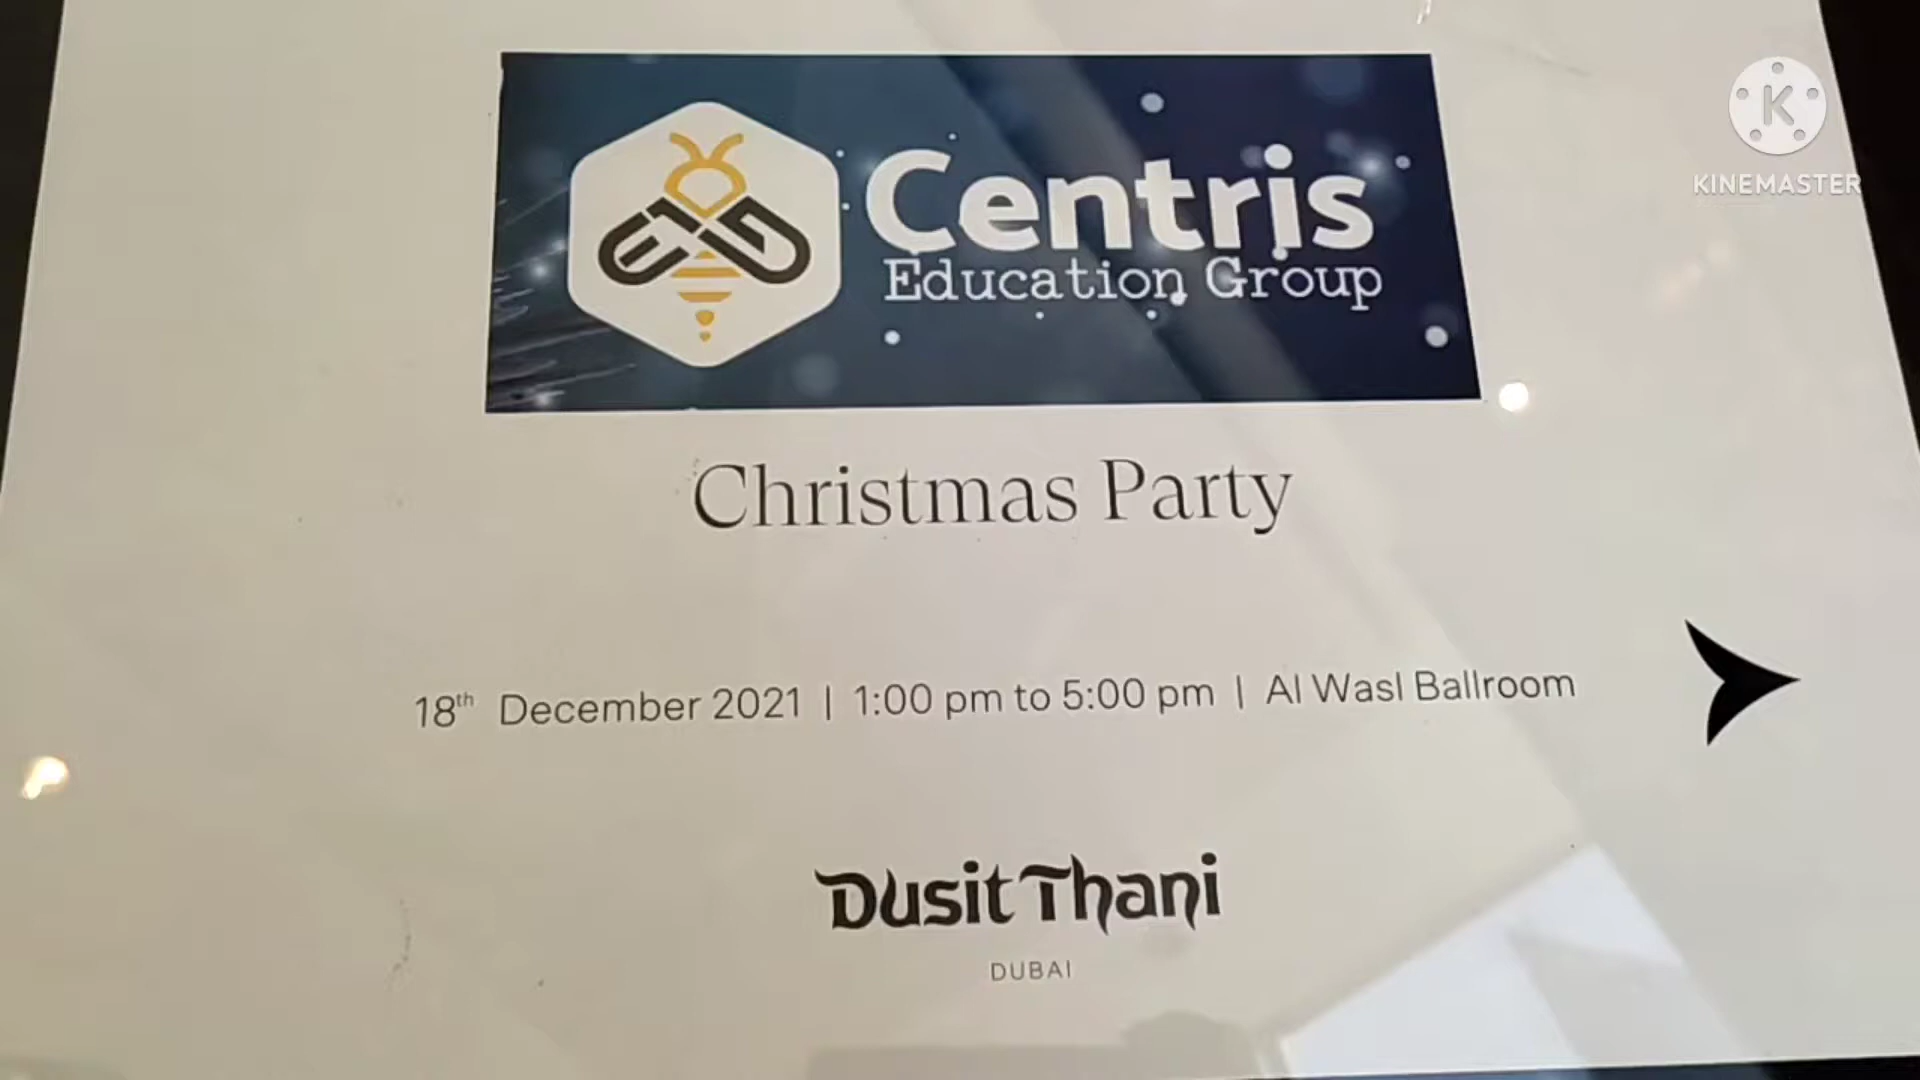 Centris
Education Group
K
KINEMASTER
Christmas Party
18th December 2021 | 1:00 pm to 5:00 pm | Al Wasl Ballroom
Dusit Thani
DUBAI